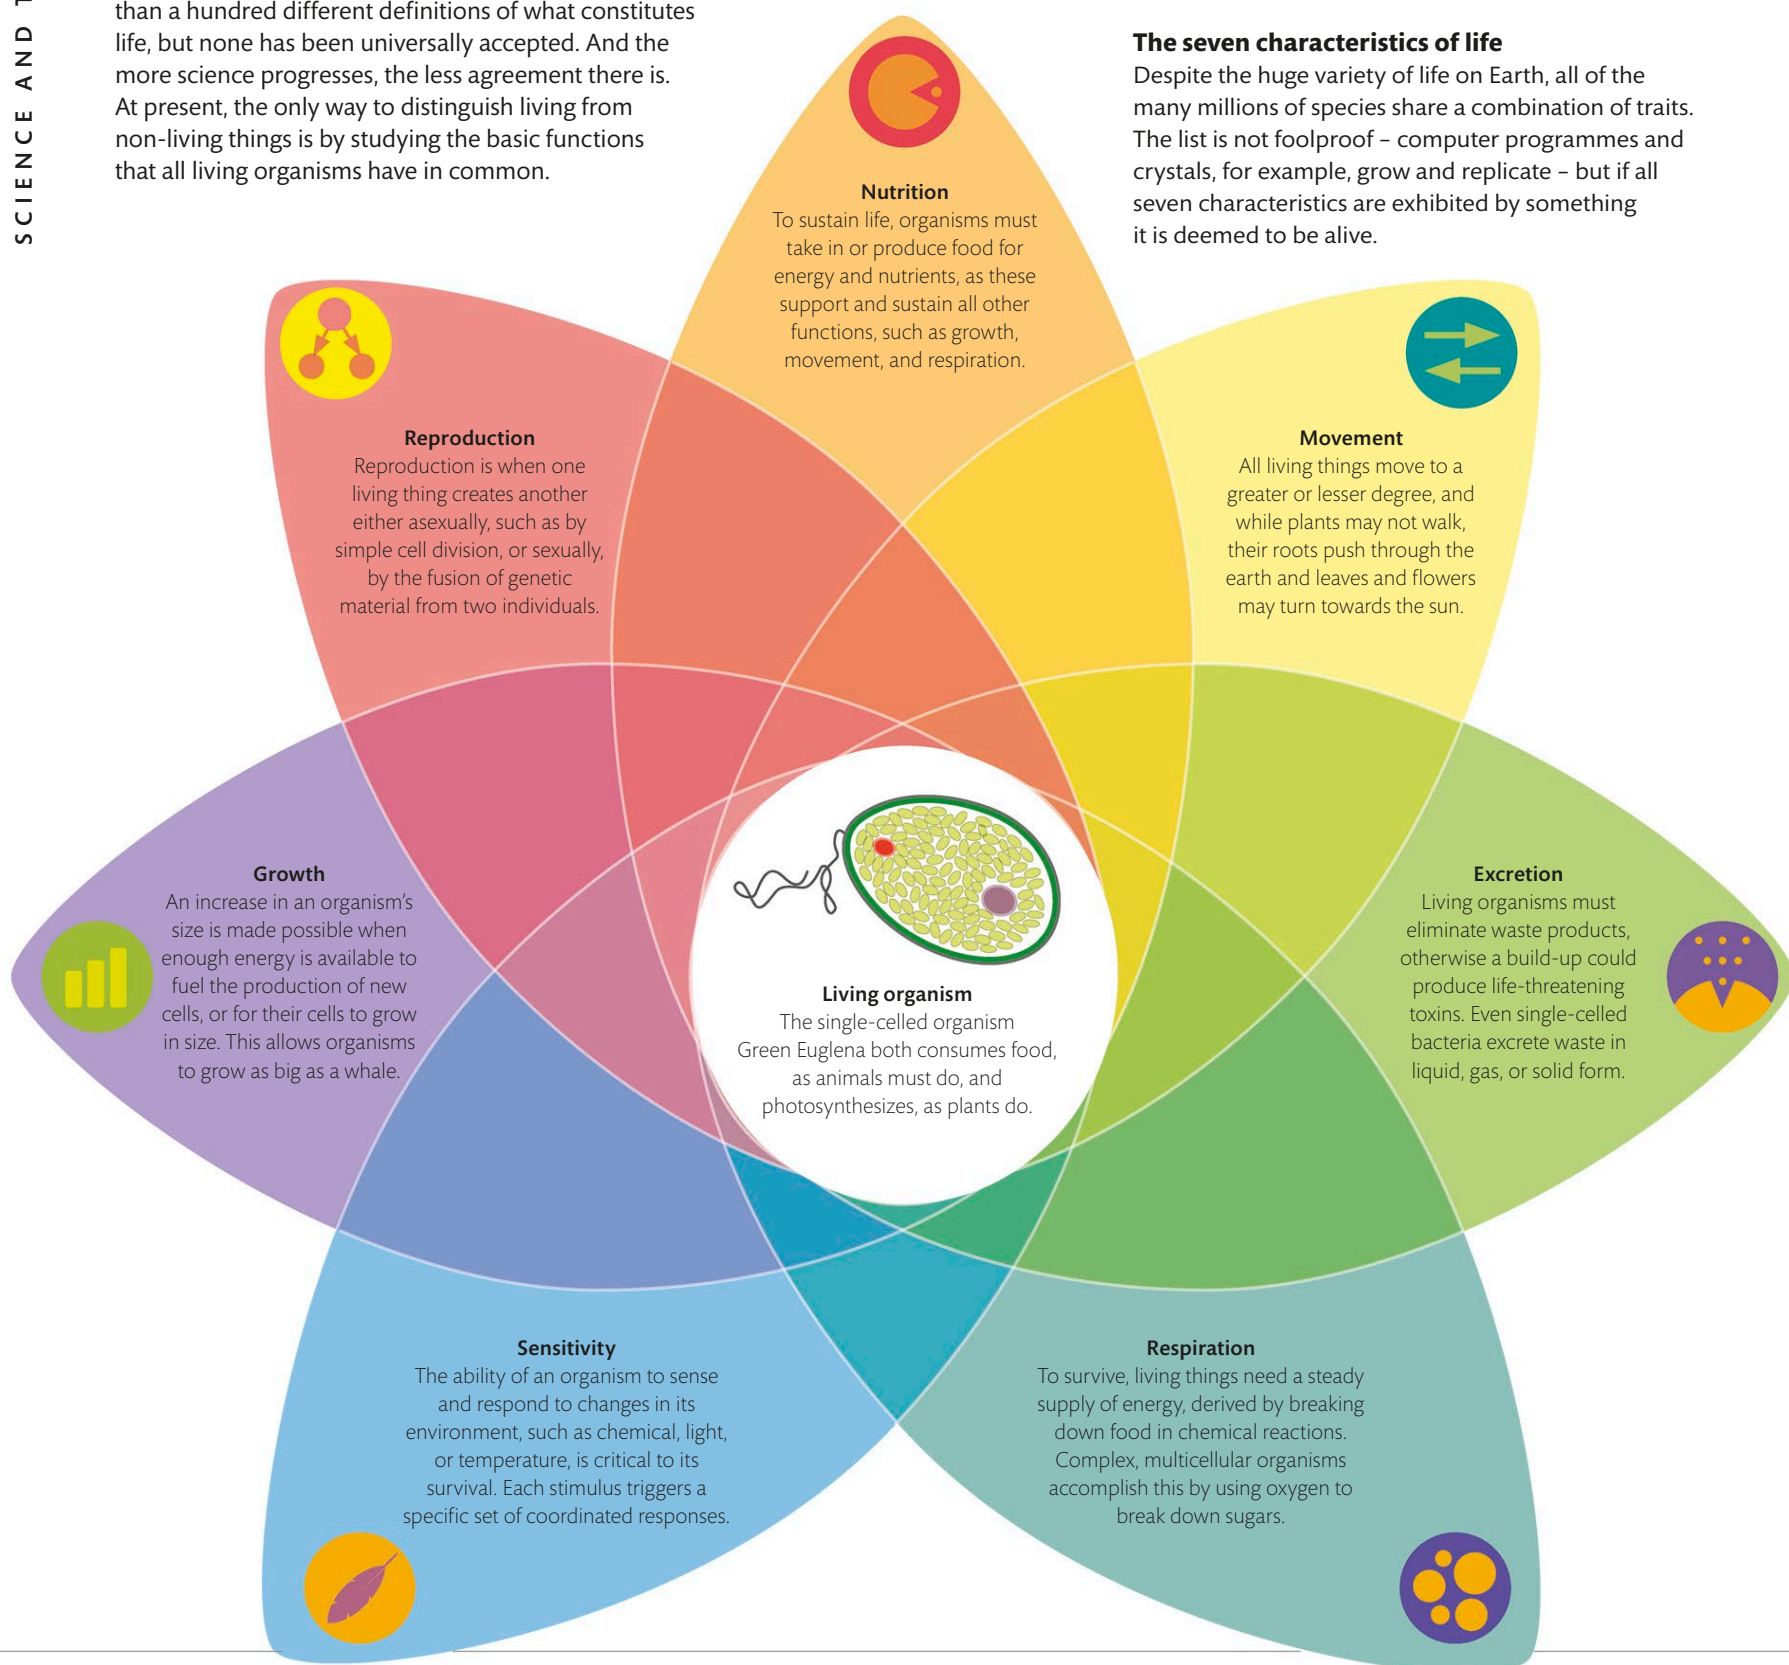 SCIENCE AND
than a hundred different definitions of what constitutes
life, but none has been universally accepted. And the
more science progresses, the less agreement there is.
At present, the only way to distinguish living from
non-living things is by studying the basic functions
that all living organisms have in common.
The seven characteristics of life
Despite the huge variety of life on Earth, all of the
many millions of species share a combination of traits.
The list is not foolproof – computer programmes and
crystals, for example, grow and replicate – but if all
seven characteristics are exhibited by something
it is deemed to be alive.
Nutrition
To sustain life, organisms must
take in or produce food for
energy and nutrients, as these
support and sustain all other
functions, such as growth,
movement, and respiration.
Reproduction
Reproduction is when one
living thing creates another
either asexually, such as by
simple cell division, or sexually,
by the fusion of genetic
material from two individuals.
Movement
All living things move to a
greater or lesser degree, and
while plants may not walk,
their roots push through the
earth and leaves and flowers
may turn towards the sun.
Growth
An increase in an organism's
size is made possible when
enough energy is available to
fuel the production of new
cells, or for their cells to grow
in size. This allows organisms
to grow as big as a whale.
Living organism
The single-celled organism
Green Euglena both consumes food,
as animals must do, and
photosynthesizes, as plants do.
Excretion
Living organisms must
eliminate waste products,
otherwise a build-up could
produce life-threatening
toxins. Even single-celled
bacteria excrete waste in
liquid, gas, or solid form.
Sensitivity
The ability of an organism to sense
and respond to changes in its
environment, such as chemical, light,
or temperature, is critical to its
survival. Each stimulus triggers a
specific set of coordinated responses.
Respiration
To survive, living things need a steady
supply of energy, derived by breaking
down food in chemical reactions.
Complex, multicellular organisms
accomplish this by using oxygen to
break down sugars.